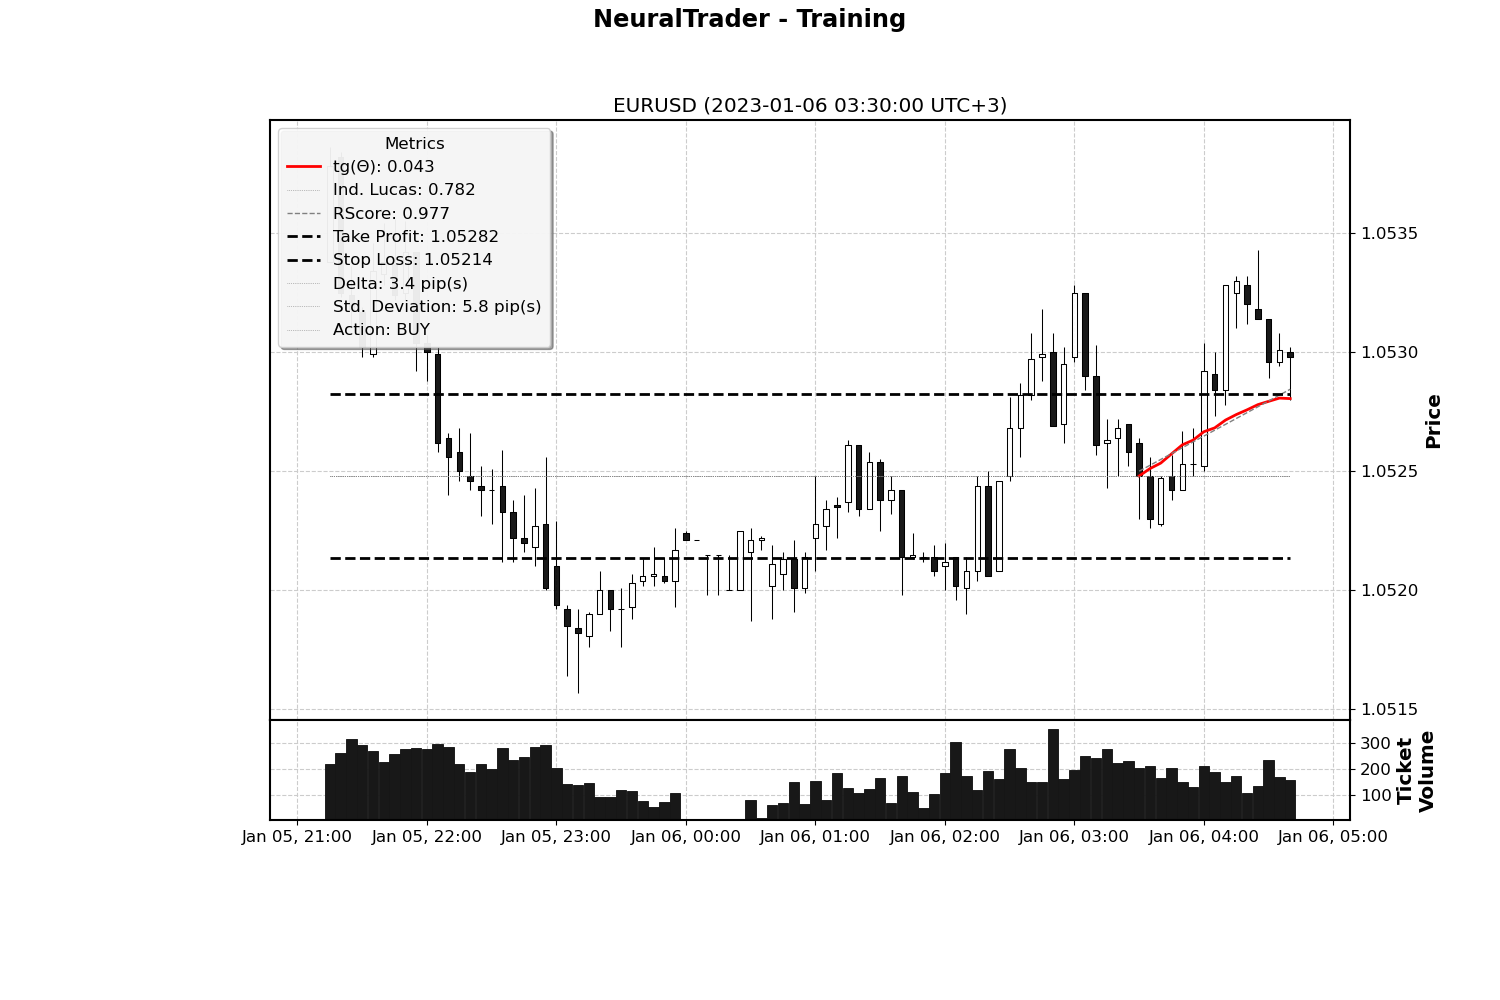 NeuralTrader - Training
EURUSD (2023-01-06 03:30:00 UTC+3)
Metrics
tg(Θ): 0.043
Ind. Lucas: 0.782
RScore: 0.977
Take Profit: 1.05282
Stop Loss: 1.05214
Delta: 3.4 pip(s)
Std. Deviation: 5.8 pip(s)
Action: BUY
1.0535
1.0530
1.0525
1.0520
1.0515
Price
300
200
100
Ticket
Volume
Jan 05, 21:00 Jan 05, 22:00 Jan 05, 23:00 Jan 06, 00:00 Jan 06, 01:00 Jan 06, 02:00 Jan 06, 03:00 Jan 06, 04:00 Jan 06, 05:00